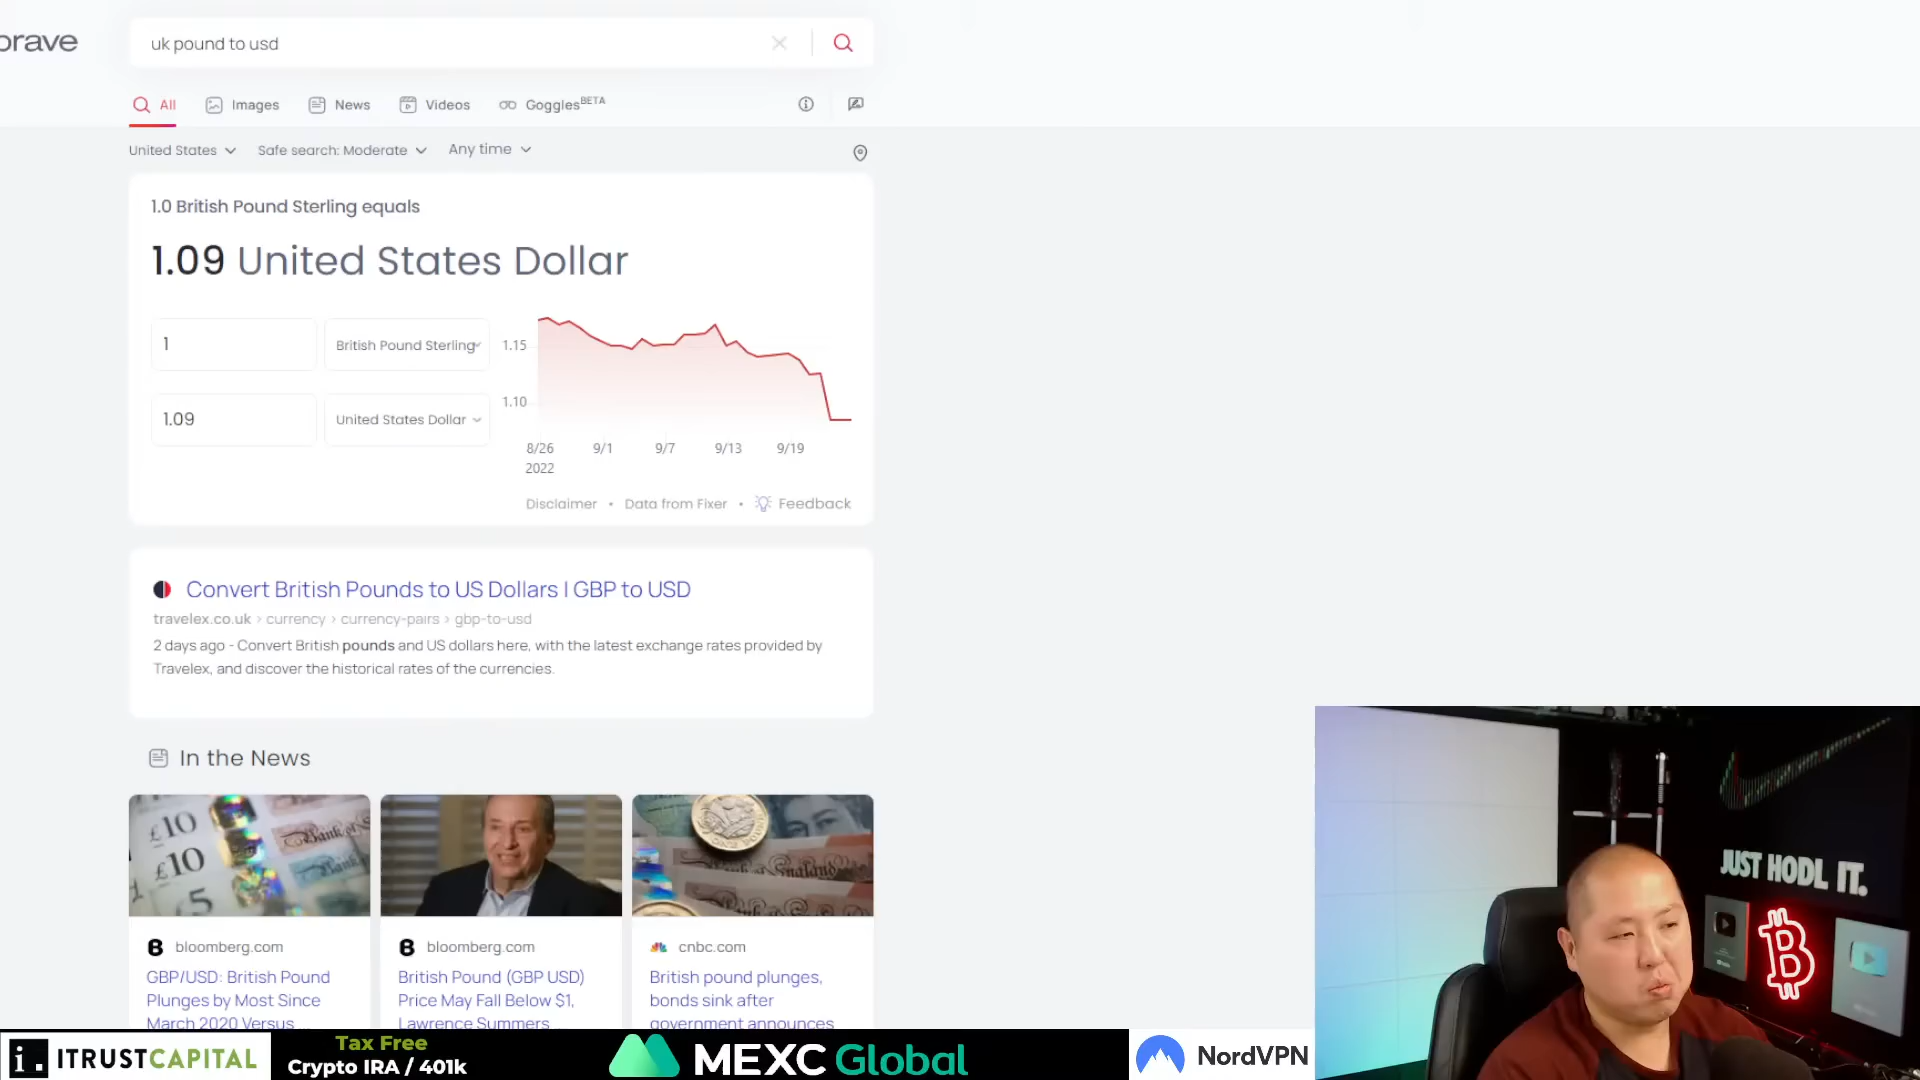 brave
uk pound to usd
All
Images
News
Videos
Goggles BETA
United States
Safe search: Moderate
Any time
1.0 British Pound Sterling equals
1.09 United States Dollar
1
British Pound Sterling
1.09
United States Dollar
1.15
1.10
8/26
2022
9/1
9/7
9/13
9/19
Disclaimer • Data from Fixer • Feedback
Convert British Pounds to US Dollars | GBP to USD
travelex.co.uk › currency › currency-pairs › gbp-to-usd
2 days ago - Convert British pounds and US dollars here, with the latest exchange rates provided by
Travelex, and discover the historical rates of the currencies.
In the News
£10
£10
£5
Bank of
Bank of England
B bloomberg.com
GBP/USD: British Pound
Plunges by Most Since
March 2020 Versus ...
B bloomberg.com
British Pound (GBP USD)
Price May Fall Below $1,
Lawrence Summers
cnbc.com
British pound plunges,
bonds sink after
government announces
JUST HODL IT.
₿
i. ITRUSTCAPITAL
Tax Free
Crypto IRA / 401k
MEXC Global
NordVPN